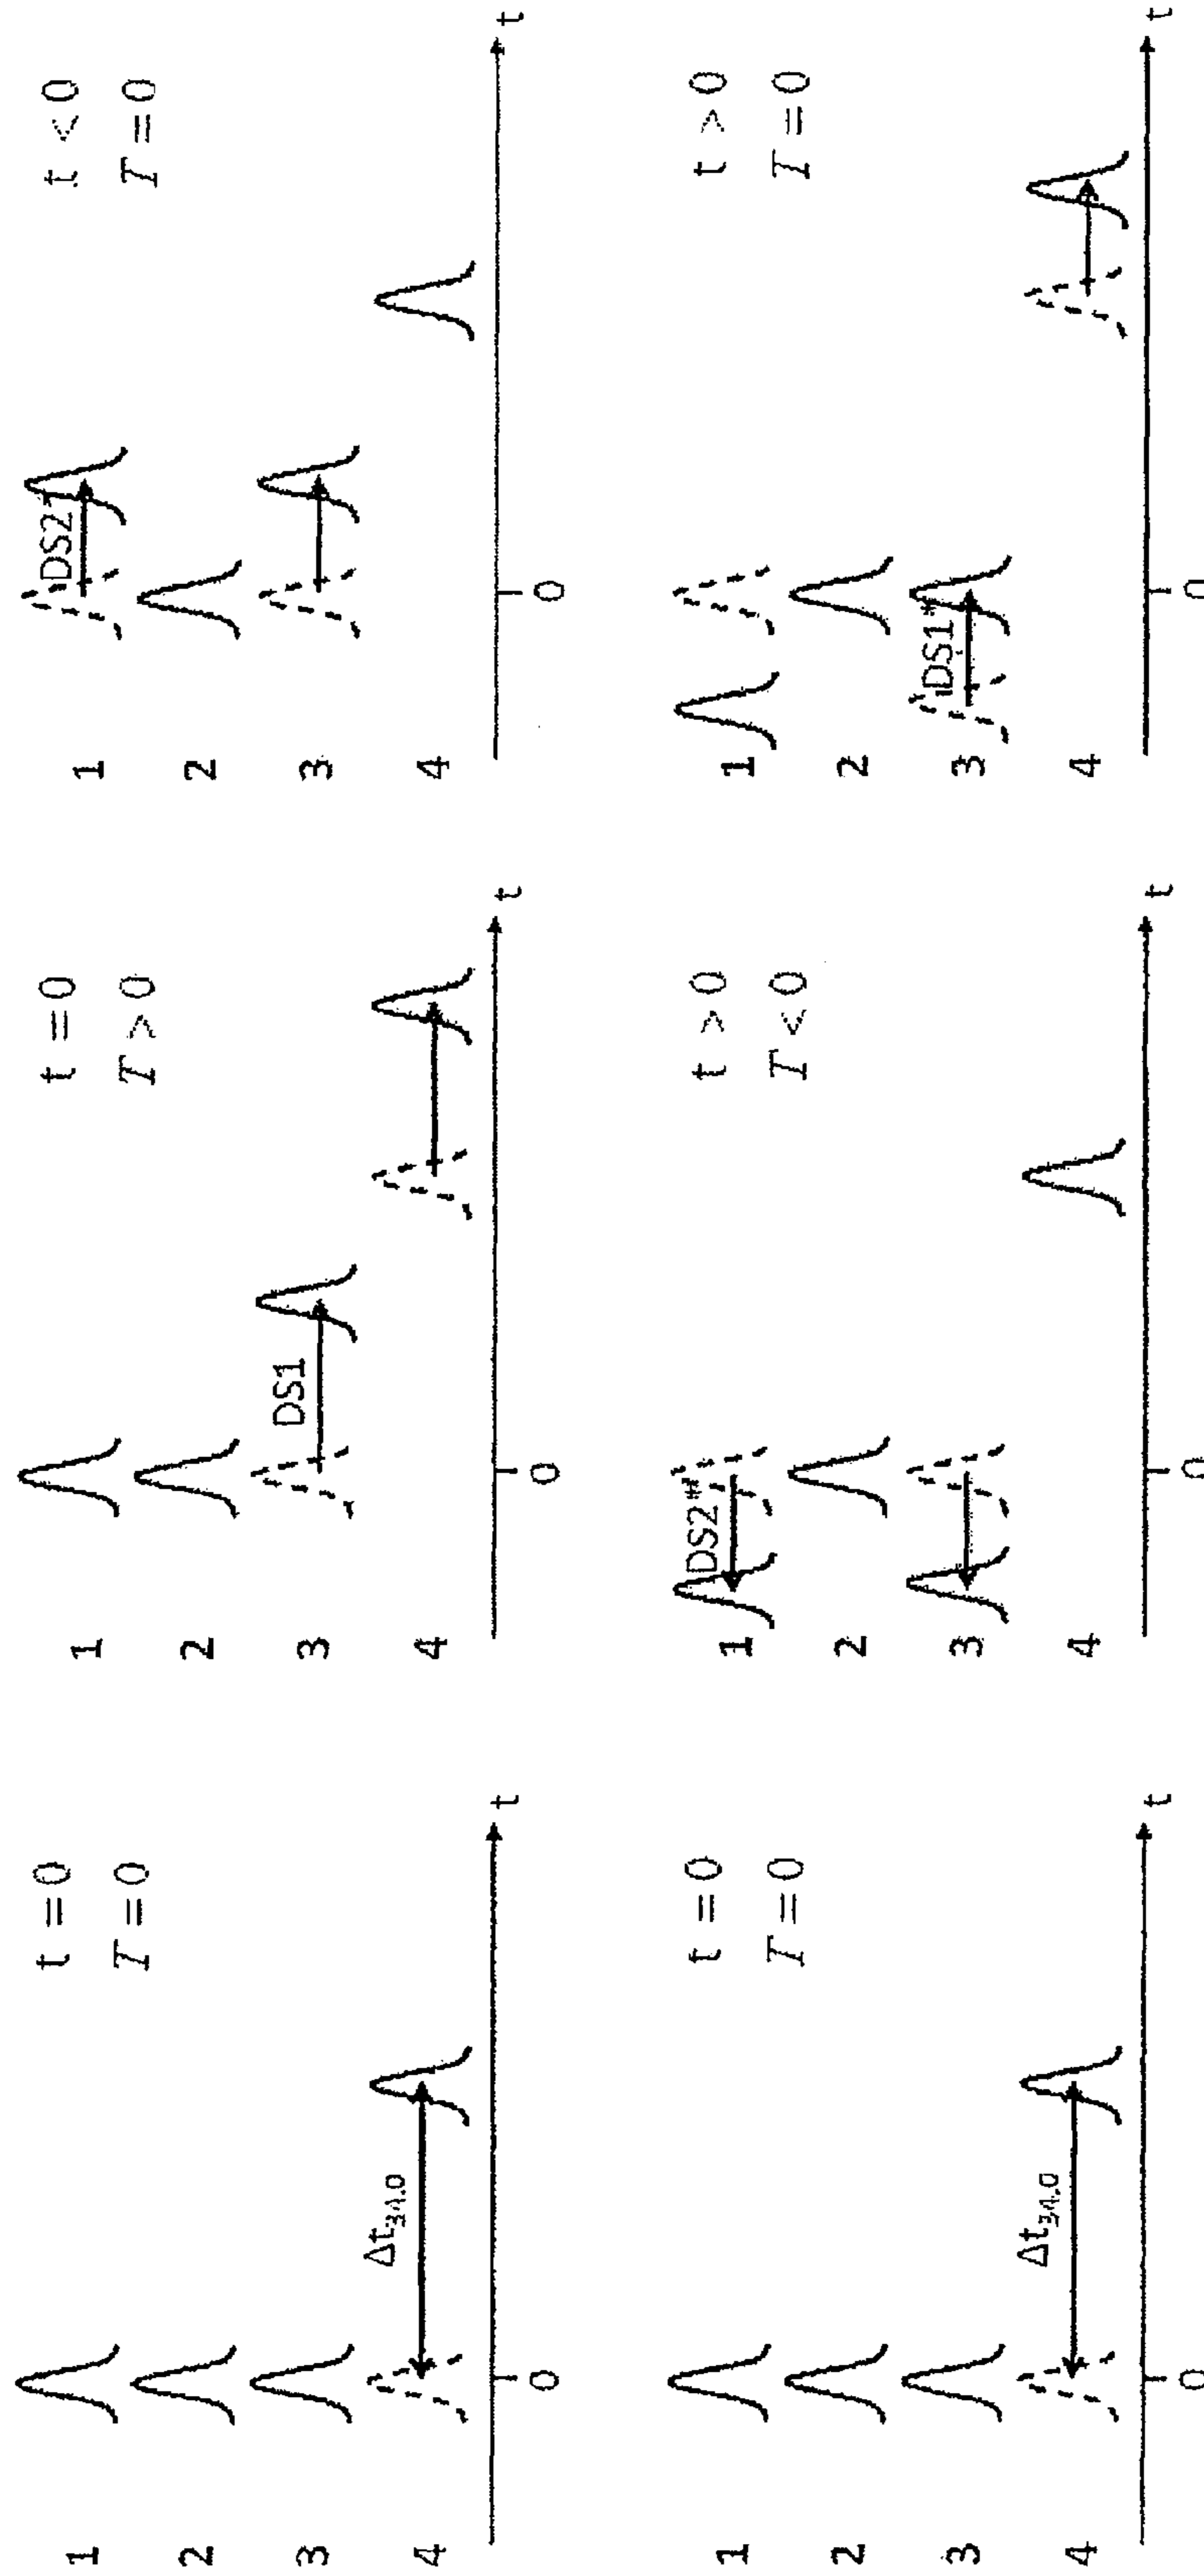 t = 0
1
T = 0
2
3
Δt34,0
4
t
0
t = 0
1
T > 0
2
DS1
3
4
t
0
t < 0
DS2
1
T = 0
2
3
4
t
0
t = 0
1
T = 0
2
3
Δt34,0
4
t
0
t > 0
DS2#
1
T < 0
2
3
4
t
0
t > 0
1
T = 0
2
DS1#
3
4
t
0